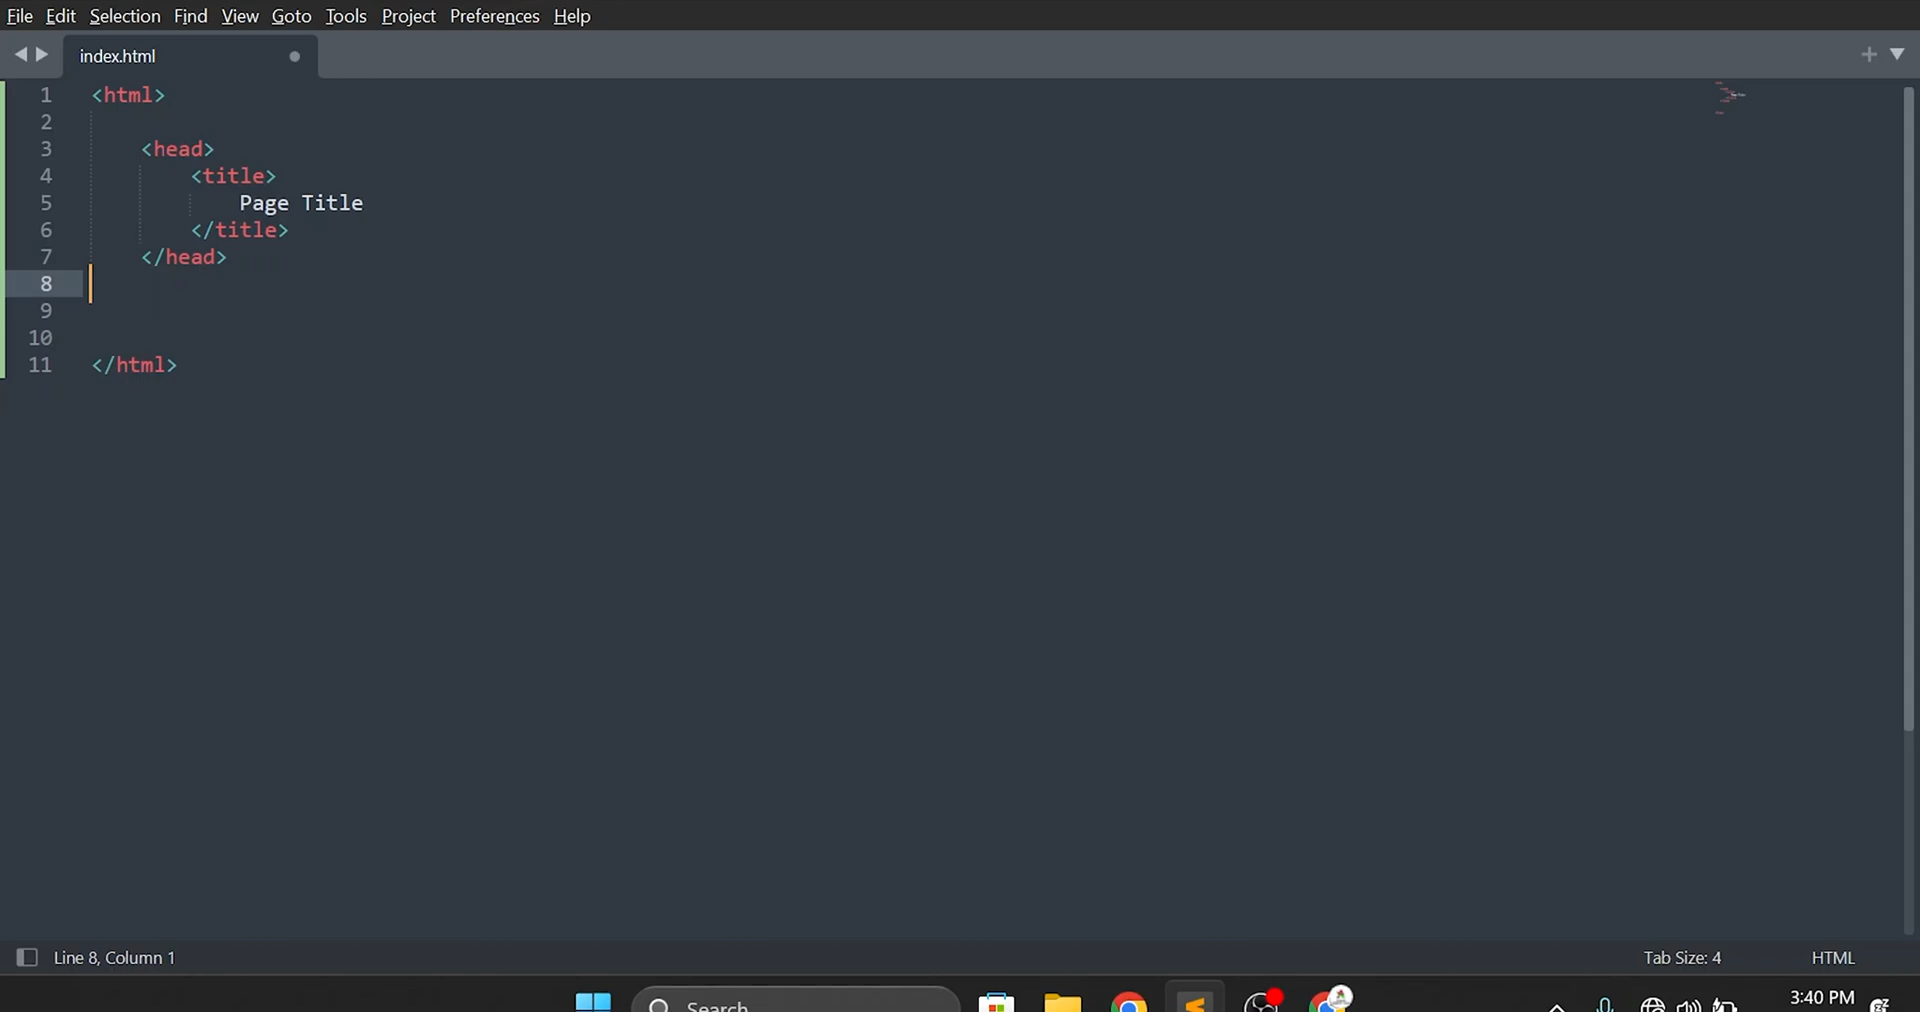 File Edit Selection Find View Goto Tools Project Preferences Help
index.html
1 <html>
2
3 <head>
4 <title>
5 Page Title
6 </title>
7 </head>
8
9
10
11 </html>
Line 8, Column 1 Tab Size: 4 HTML
Search 3:40 PM